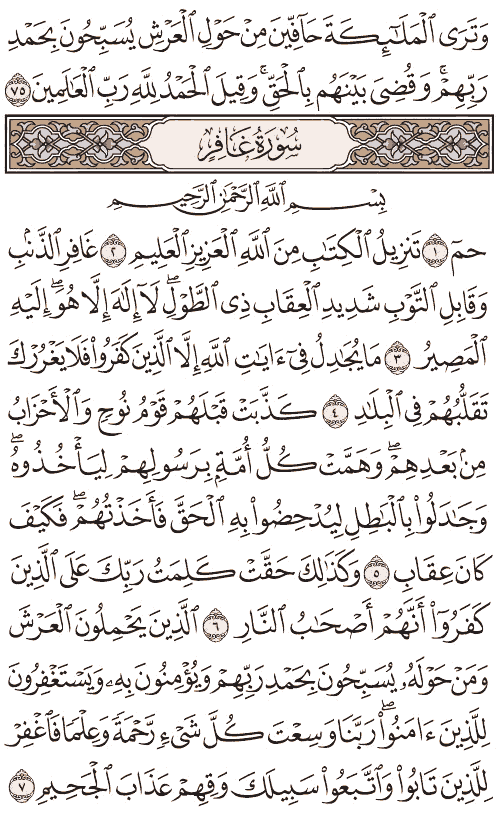 وَتَرَى ٱلْمَلَـٰٓئِكَةَ حَآفِّينَ مِنْ حَوْلِ ٱلْعَرْشِ يُسَبِّحُونَ بِحَمْدِ
رَبِّهِمْ ۖ وَقُضِىَ بَيْنَهُم بِٱلْحَقِّ ۚ وَقِيلَ ٱلْحَمْدُ لِلَّهِ رَبِّ ٱلْعَـٰلَمِينَ ٧٥
سُورَةُ غَافِرٍ
بِسْمِ ٱللَّهِ ٱلرَّحْمَـٰنِ ٱلرَّحِيمِ
حمٓ ١ تَنزِيلُ ٱلْكِتَـٰبِ مِنَ ٱللَّهِ ٱلْعَزِيزِ ٱلْعَلِيمِ ٢ غَافِرِ ٱلذَّنۢبِ
وَقَابِلِ ٱلتَّوْبِ شَدِيدِ ٱلْعِقَابِ ذِى ٱلطَّوْلِ ۖ لَآ إِلَـٰهَ إِلَّا هُوَ ۖ إِلَيْهِ
ٱلْمَصِيرُ ٣ مَا يُجَـٰدِلُ فِىٓ ءَايَـٰتِ ٱللَّهِ إِلَّا ٱلَّذِينَ كَفَرُوا۟ فَلَا يَغْرُرْكَ
تَقَلُّبُهُمْ فِى ٱلْبِلَـٰدِ ٤ كَذَّبَتْ قَبْلَهُمْ قَوْمُ نُوحٍ وَٱلْأَحْزَابُ
مِنۢ بَعْدِهِمْ ۖ وَهَمَّتْ كُلُّ أُمَّةٍۭ بِرَسُولِهِمْ لِيَأْخُذُوهُ ۖ
وَجَـٰدَلُوا۟ بِٱلْبَـٰطِلِ لِيُدْحِضُوا۟ بِهِ ٱلْحَقَّ فَأَخَذْتُهُمْ ۖ فَكَيْفَ
كَانَ عِقَابِ ٥ وَكَذَٰلِكَ حَقَّتْ كَلِمَتُ رَبِّكَ عَلَى ٱلَّذِينَ
كَفَرُوٓا۟ أَنَّهُمْ أَصْحَـٰبُ ٱلنَّارِ ٦ ٱلَّذِينَ يَحْمِلُونَ ٱلْعَرْشَ
وَمَنْ حَوْلَهُۥ يُسَبِّحُونَ بِحَمْدِ رَبِّهِمْ وَيُؤْمِنُونَ بِهِۦ وَيَسْتَغْفِرُونَ
لِلَّذِينَ ءَامَنُوا۟ ۖ رَبَّنَا وَسِعْتَ كُلَّ شَىْءٍ رَّحْمَةً وَعِلْمًا فَٱغْفِرْ
لِلَّذِينَ تَابُوا۟ وَٱتَّبَعُوا۟ سَبِيلَكَ وَقِهِمْ عَذَابَ ٱلْجَحِيمِ ٧